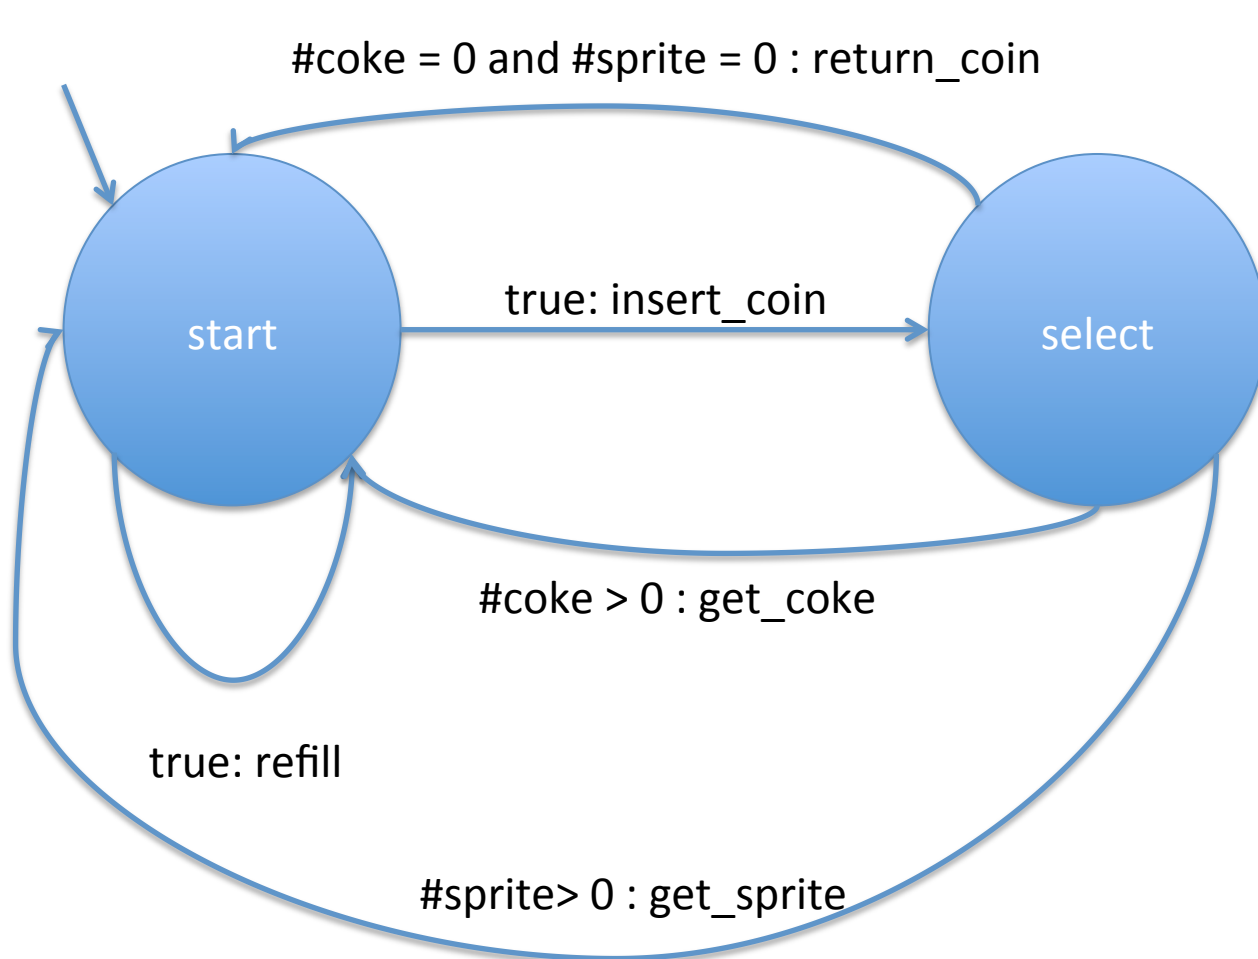 #coke = 0 and #sprite = 0 : return_coin
true: insert_coin
start
select
#coke > 0 : get_coke
true: refill
#sprite> 0 : get_sprite